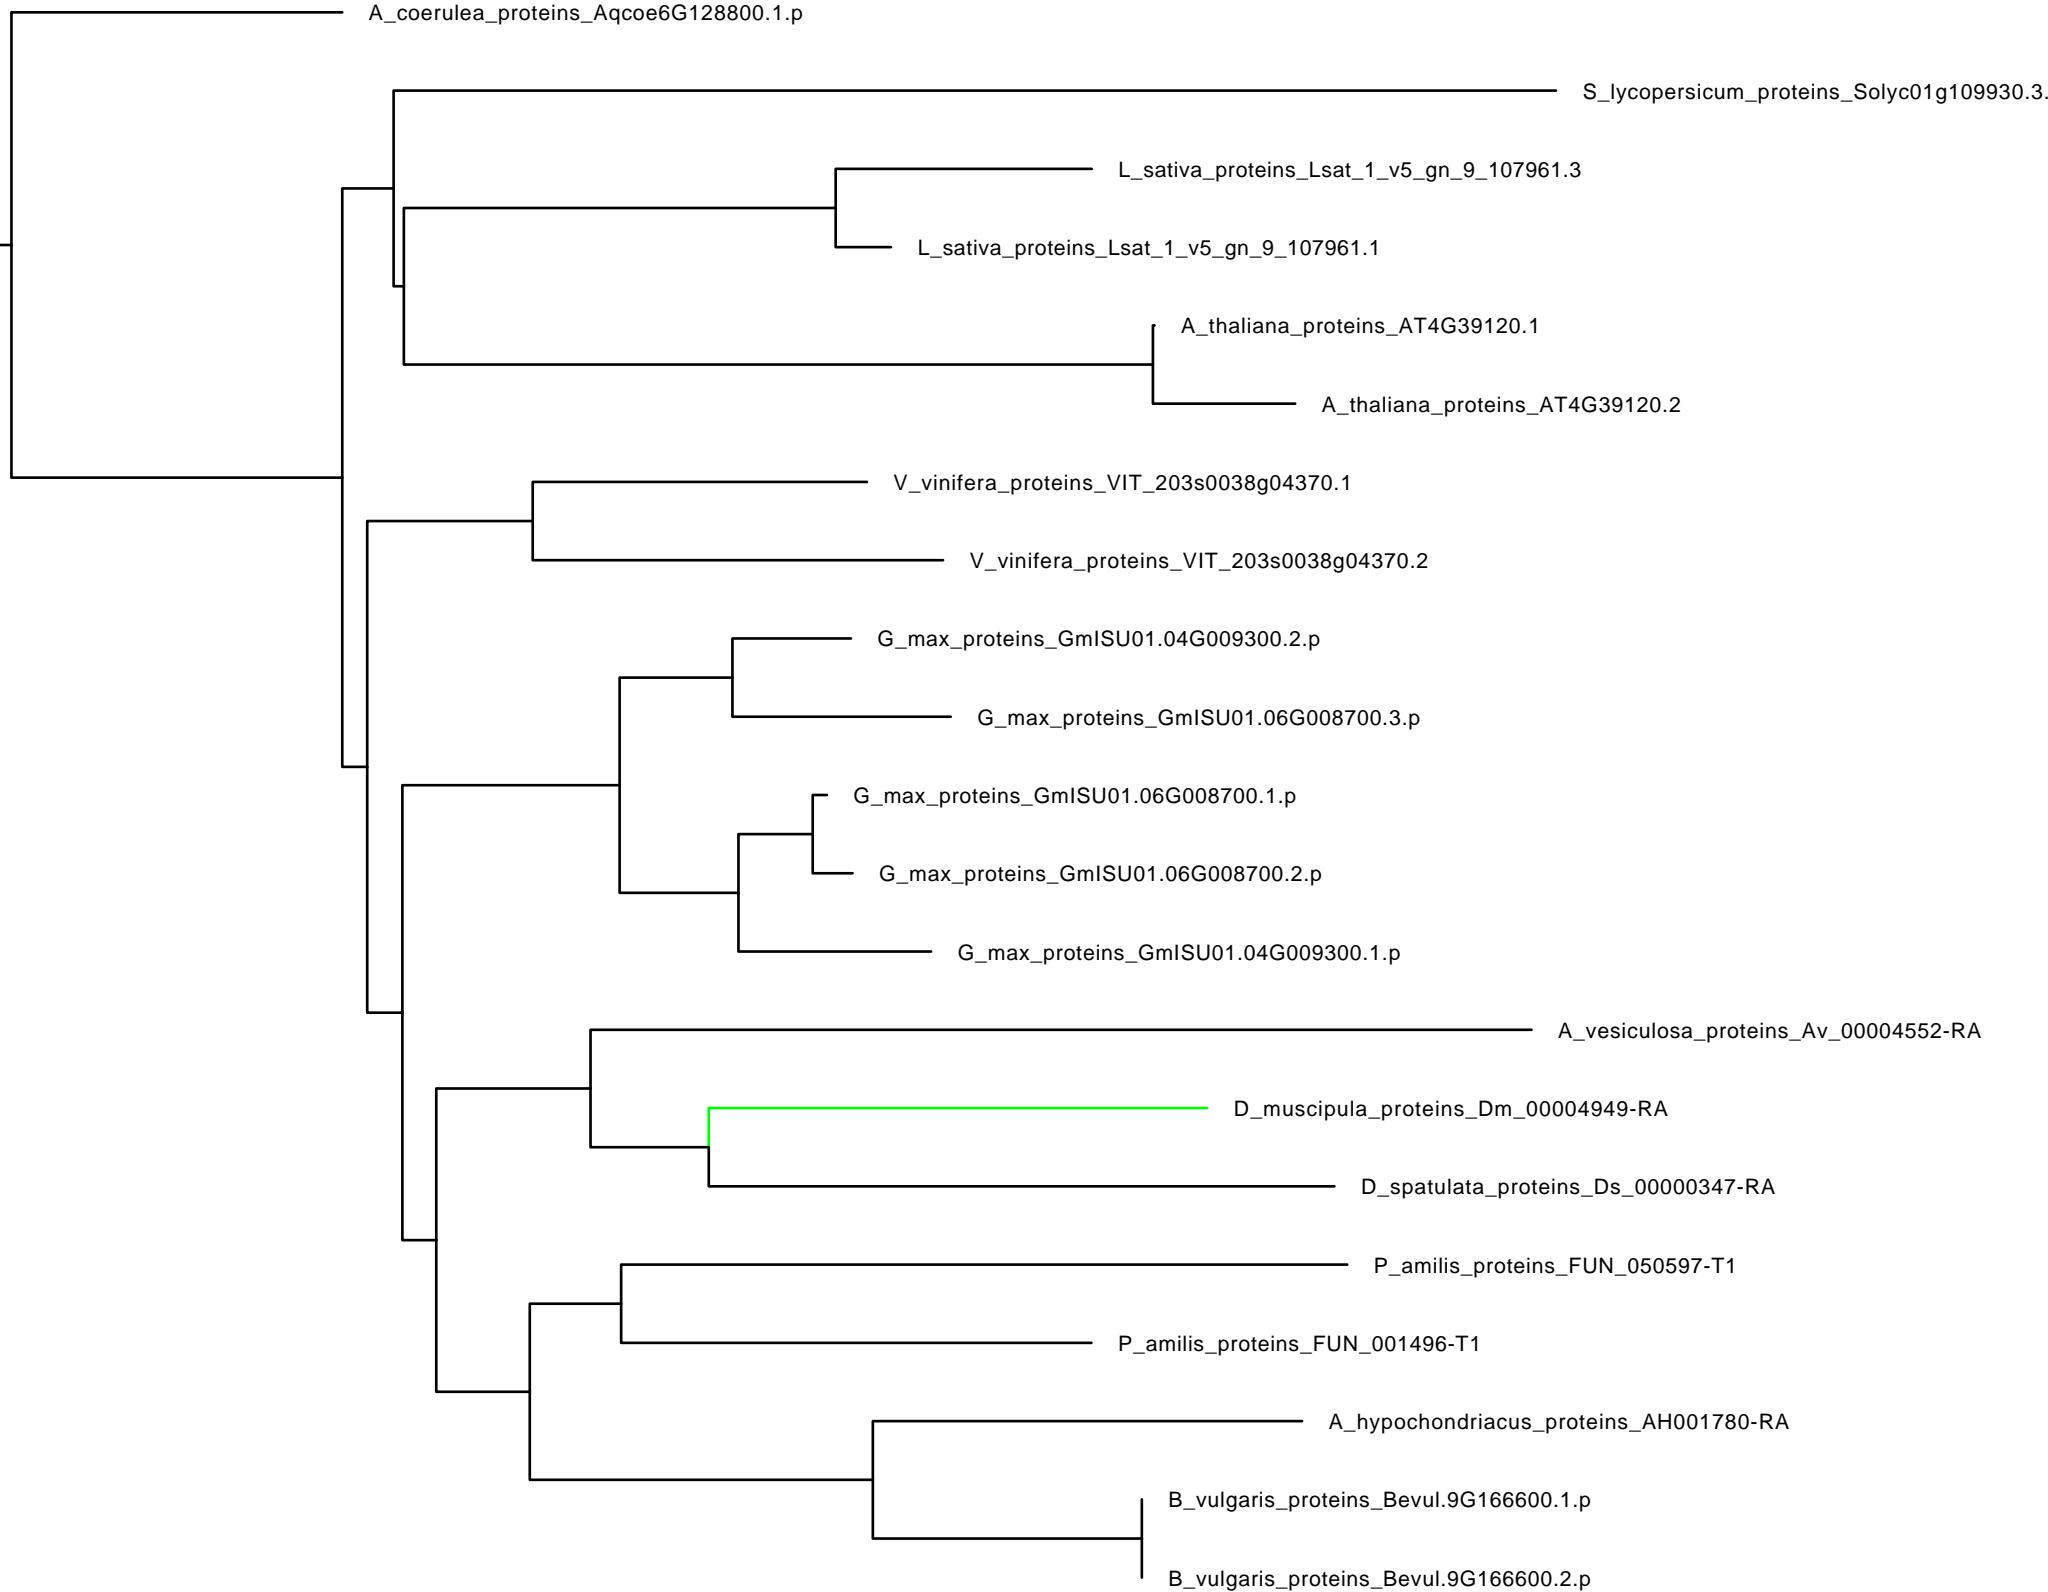 A_coerulea_proteins_Aqcoe6G128800.1.p
S_lycopersicum_proteins_Solyc01g109930.3.
L_sativa_proteins_Lsat_1_v5_gn_9_107961.3
L_sativa_proteins_Lsat_1_v5_gn_9_107961.1
A_thaliana_proteins_AT4G39120.1
A_thaliana_proteins_AT4G39120.2
V_vinifera_proteins_VIT_203s0038g04370.1
V_vinifera_proteins_VIT_203s0038g04370.2
G_max_proteins_GmISU01.04G009300.2.p
G_max_proteins_GmISU01.06G008700.3.p
G_max_proteins_GmISU01.06G008700.1.p
G_max_proteins_GmISU01.06G008700.2.p
G_max_proteins_GmISU01.04G009300.1.p
A_vesiculosa_proteins_Av_00004552-RA
D_muscipula_proteins_Dm_00004949-RA
D_spatulata_proteins_Ds_00000347-RA
P_amilis_proteins_FUN_050597-T1
P_amilis_proteins_FUN_001496-T1
A_hypochondriacus_proteins_AH001780-RA
B_vulgaris_proteins_Bevul.9G166600.1.p
B_vulgaris_proteins_Bevul.9G166600.2.p